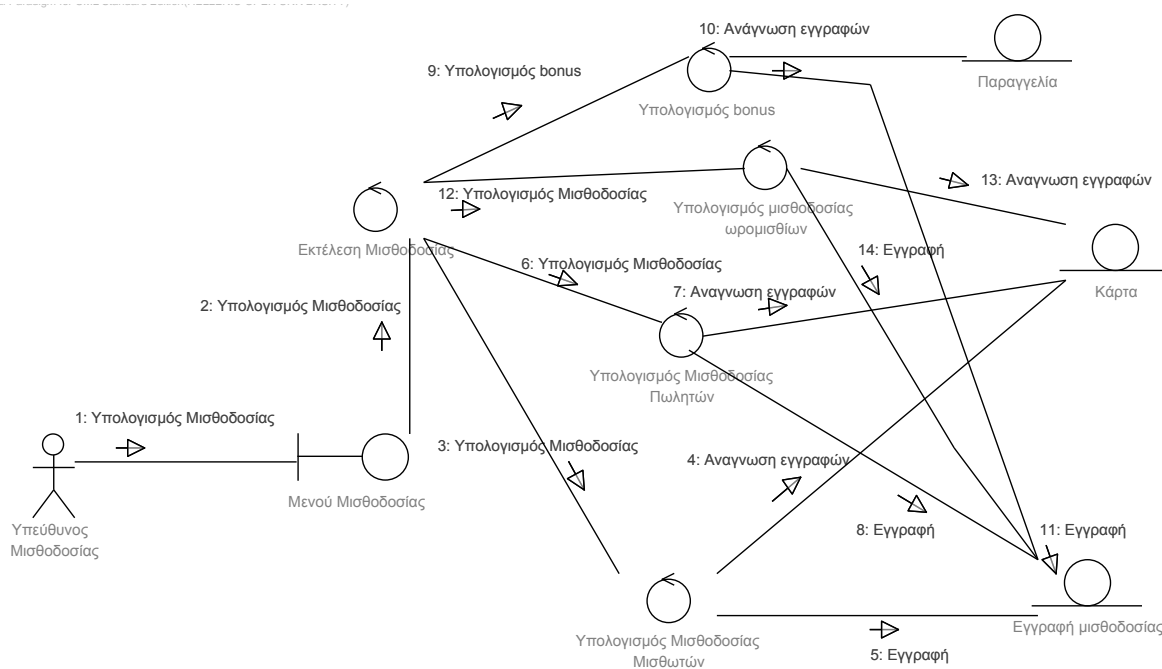 10: Ανάγνωση εγγραφών
9: Υπολογισμός bonus
Παραγγελία
Υπολογισμός bonus
13: Αναγνωση εγγραφών
12: Υπολογισμός Μισθοδοσίας
Υπολογισμός μισθοδοσίας
ωρομισθίων
Εκτέλεση Μισθοδοσίας
14: Εγγραφή
6: Υπολογισμός Μισθοδοσίας
7: Αναγνωση εγγραφών
Κάρτα
2: Υπολογισμός Μισθοδοσίας
Υπολογισμός Μισθοδοσίας
Πωλητών
1: Υπολογισμός Μισθοδοσίας
3: Υπολογισμός Μισθοδοσίας
4: Αναγνωση εγγραφών
Μενού Μισθοδοσίας
Υπεύθυνος
Μισθοδοσίας
8: Εγγραφή
11: Εγγραφή
Εγγραφή μισθοδοσίας
Υπολογισμός Μισθοδοσίας
Μισθωτών
5: Εγγραφή